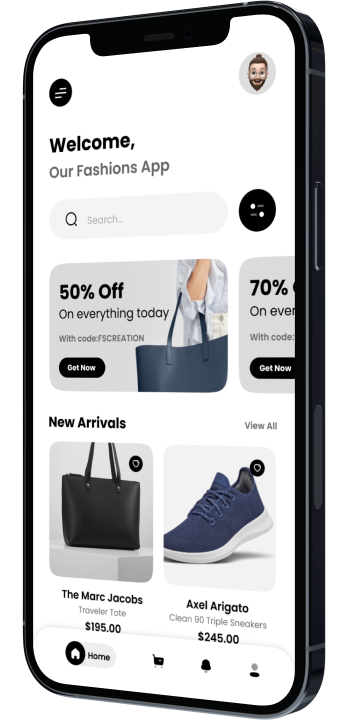 Welcome,
Our Fashions App
Search..
50% Off
On everything today
With code:FSCREATION
Get Now
70%
On ever
With code:
Get Now
New Arrivals
View All
The Marc Jacobs
Traveler Tote
$195.00
Axel Arigato
Clean 90 Triple Sneakers
$245.00
Home